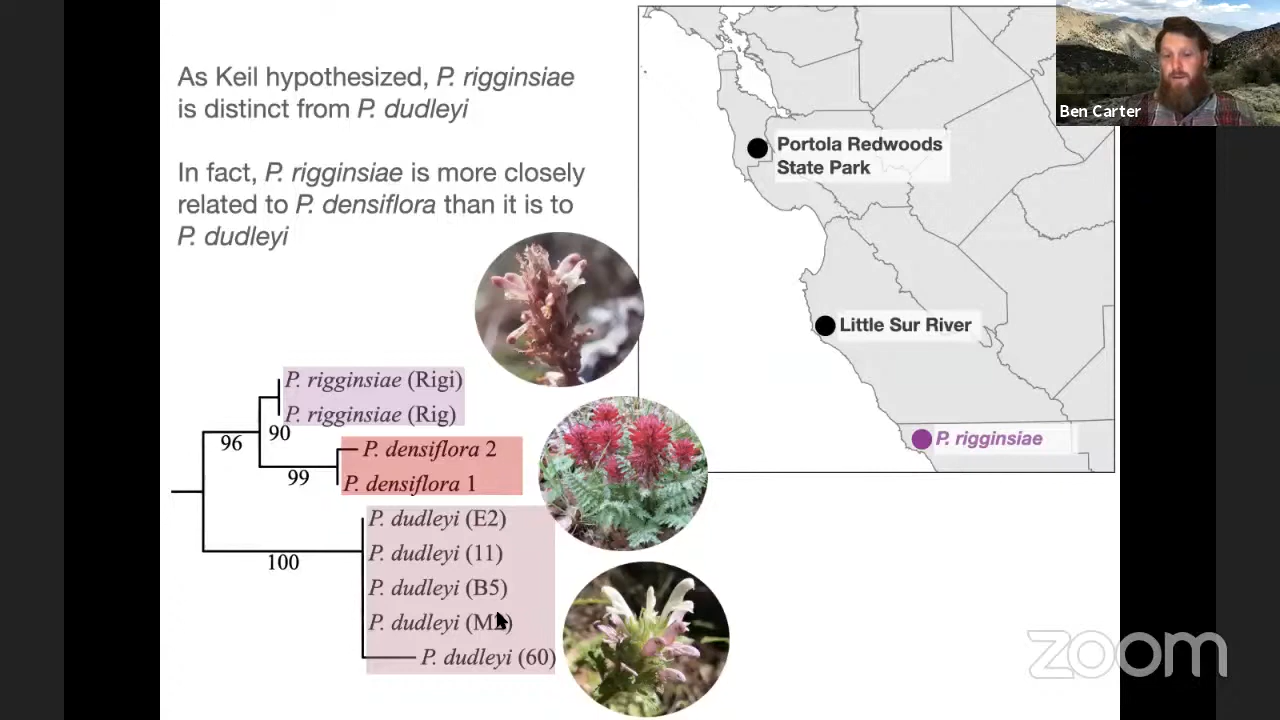 As Keil hypothesized, P. rigginsiae
is distinct from P. dudleyi
In fact, P. rigginsiae is more closely
related to P. densiflora than it is to
P. dudleyi
Portola Redwoods
State Park
Little Sur River
P. rigginsiae
Ben Carter
P. rigginsiae (Rigi)
P. rigginsiae (Rig)
96
90
P. densiflora 2
99
P. densiflora 1
P. dudleyi (E2)
100
P. dudleyi (11)
P. dudleyi (B5)
P. dudleyi
P. dudleyi (60)
zoom